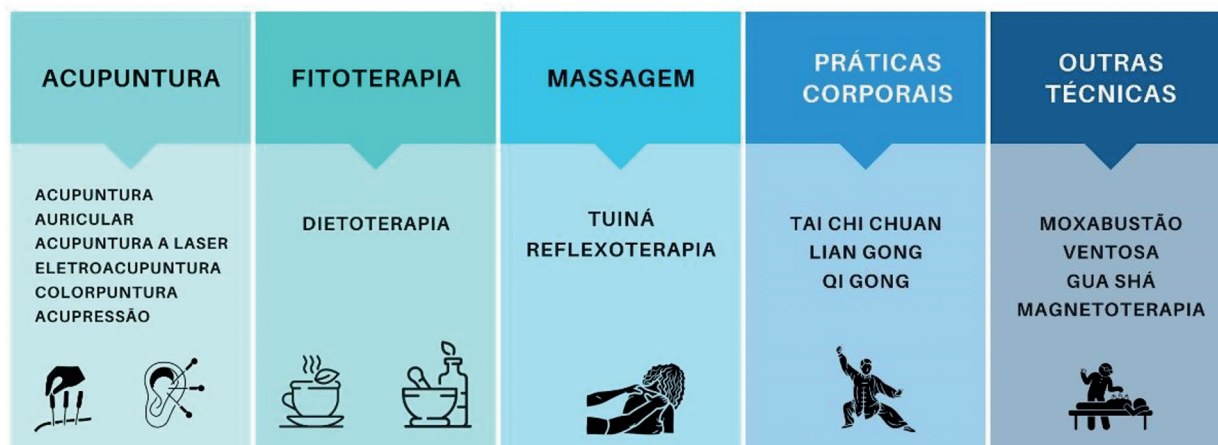 ACUPUNTURA
ACUPUNTURA
AURICULAR
ACUPUNTURA A LASER
ELETROACUPUNTURA
COLORPUNTURA
ACUPRESSÃO
FITOTERAPIA
DIETOTERAPIA
MASSAGEM
TUINÁ
REFLEXOTERAPIA
PRÁTICAS
CORPORAIS
TAI CHI CHUAN
LIAN GONG
QI GONG
OUTRAS
TÉCNICAS
MOXABUSTÃO
VENTOSA
GUA SHÁ
MAGNETOTERAPIA